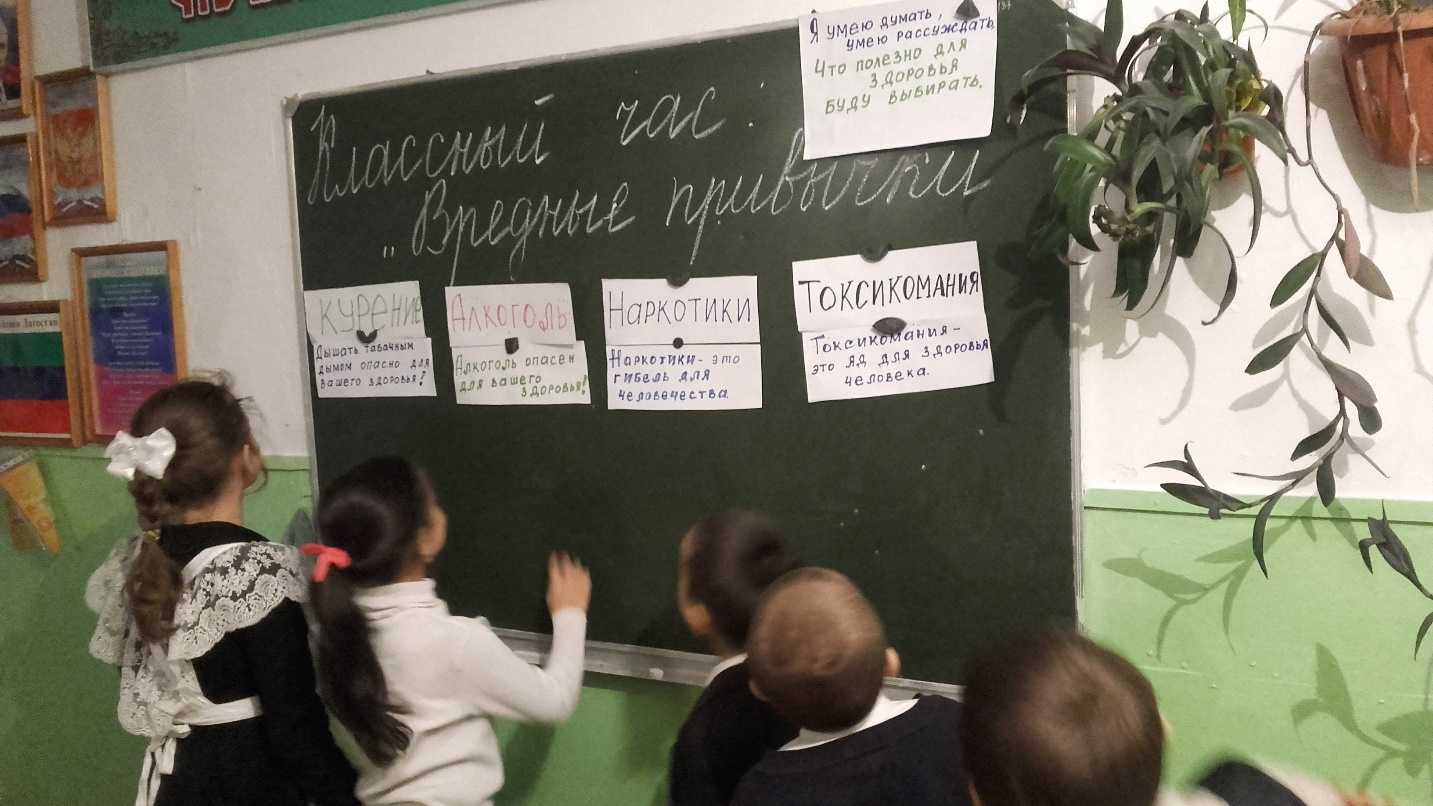 Я умею думать,
умею рассуждать,
Что полезно для
здоровья
буду выбирать.
Классный час:
„Вредные привычки
Курение
Дышать табачным
дымом опасно для
вашего здоровья!
Алкоголь
Алкоголь опасен
для вашего
здоровья!
Наркотики
Наркотики - это
гибель для
человечества.
Токсикомания
Токсикомания -
это яд для здоровья
человека.